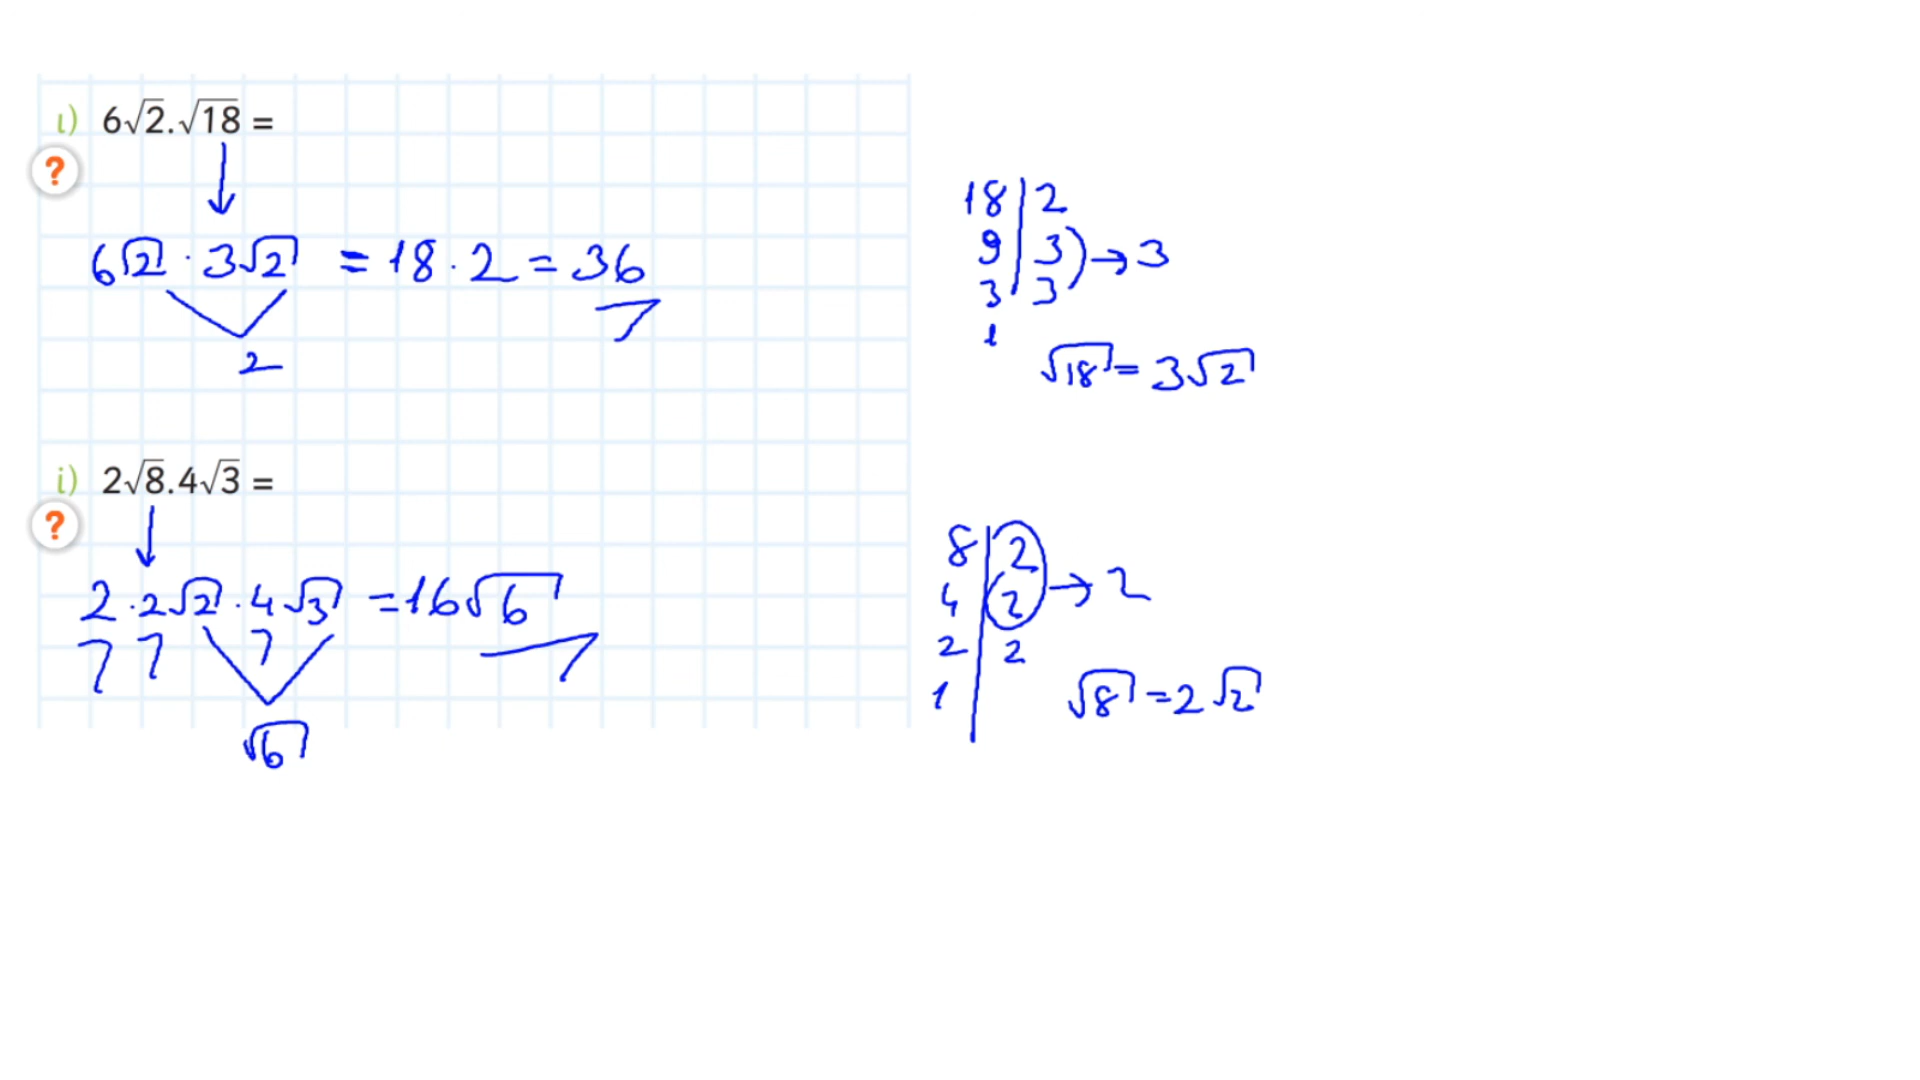 ı) 6√2.√18 =
?
6√2 · 3√2 = 18 · 2 = 36
2
18 | 2
9 | 3 → 3
3 | 3
1
√18 = 3√2
i) 2√8.4√3 =
?
2 · 2√2 · 4√3 = 16√6
√6
8 | 2
4 | 2 → 2
2 | 2
1
√8 = 2√2